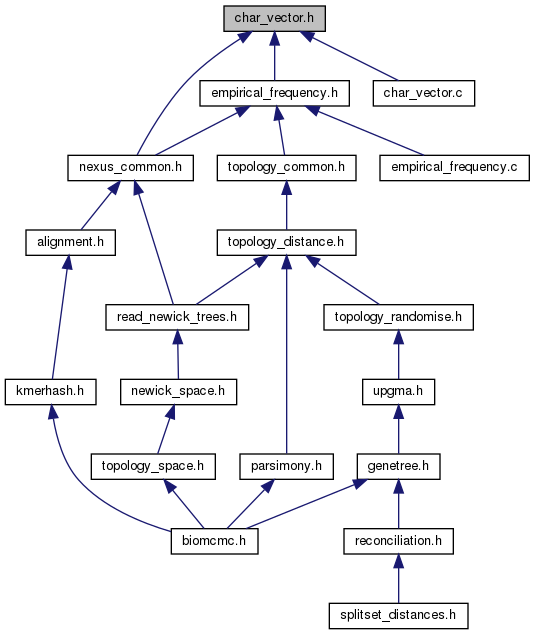 char_vector.h
empirical_frequency.h
char_vector.c
nexus_common.h
topology_common.h
empirical_frequency.c
alignment.h
topology_distance.h
read_newick_trees.h
topology_randomise.h
kmerhash.h
newick_space.h
upgma.h
topology_space.h
parsimony.h
genetree.h
biomcmc.h
reconciliation.h
splitset_distances.h